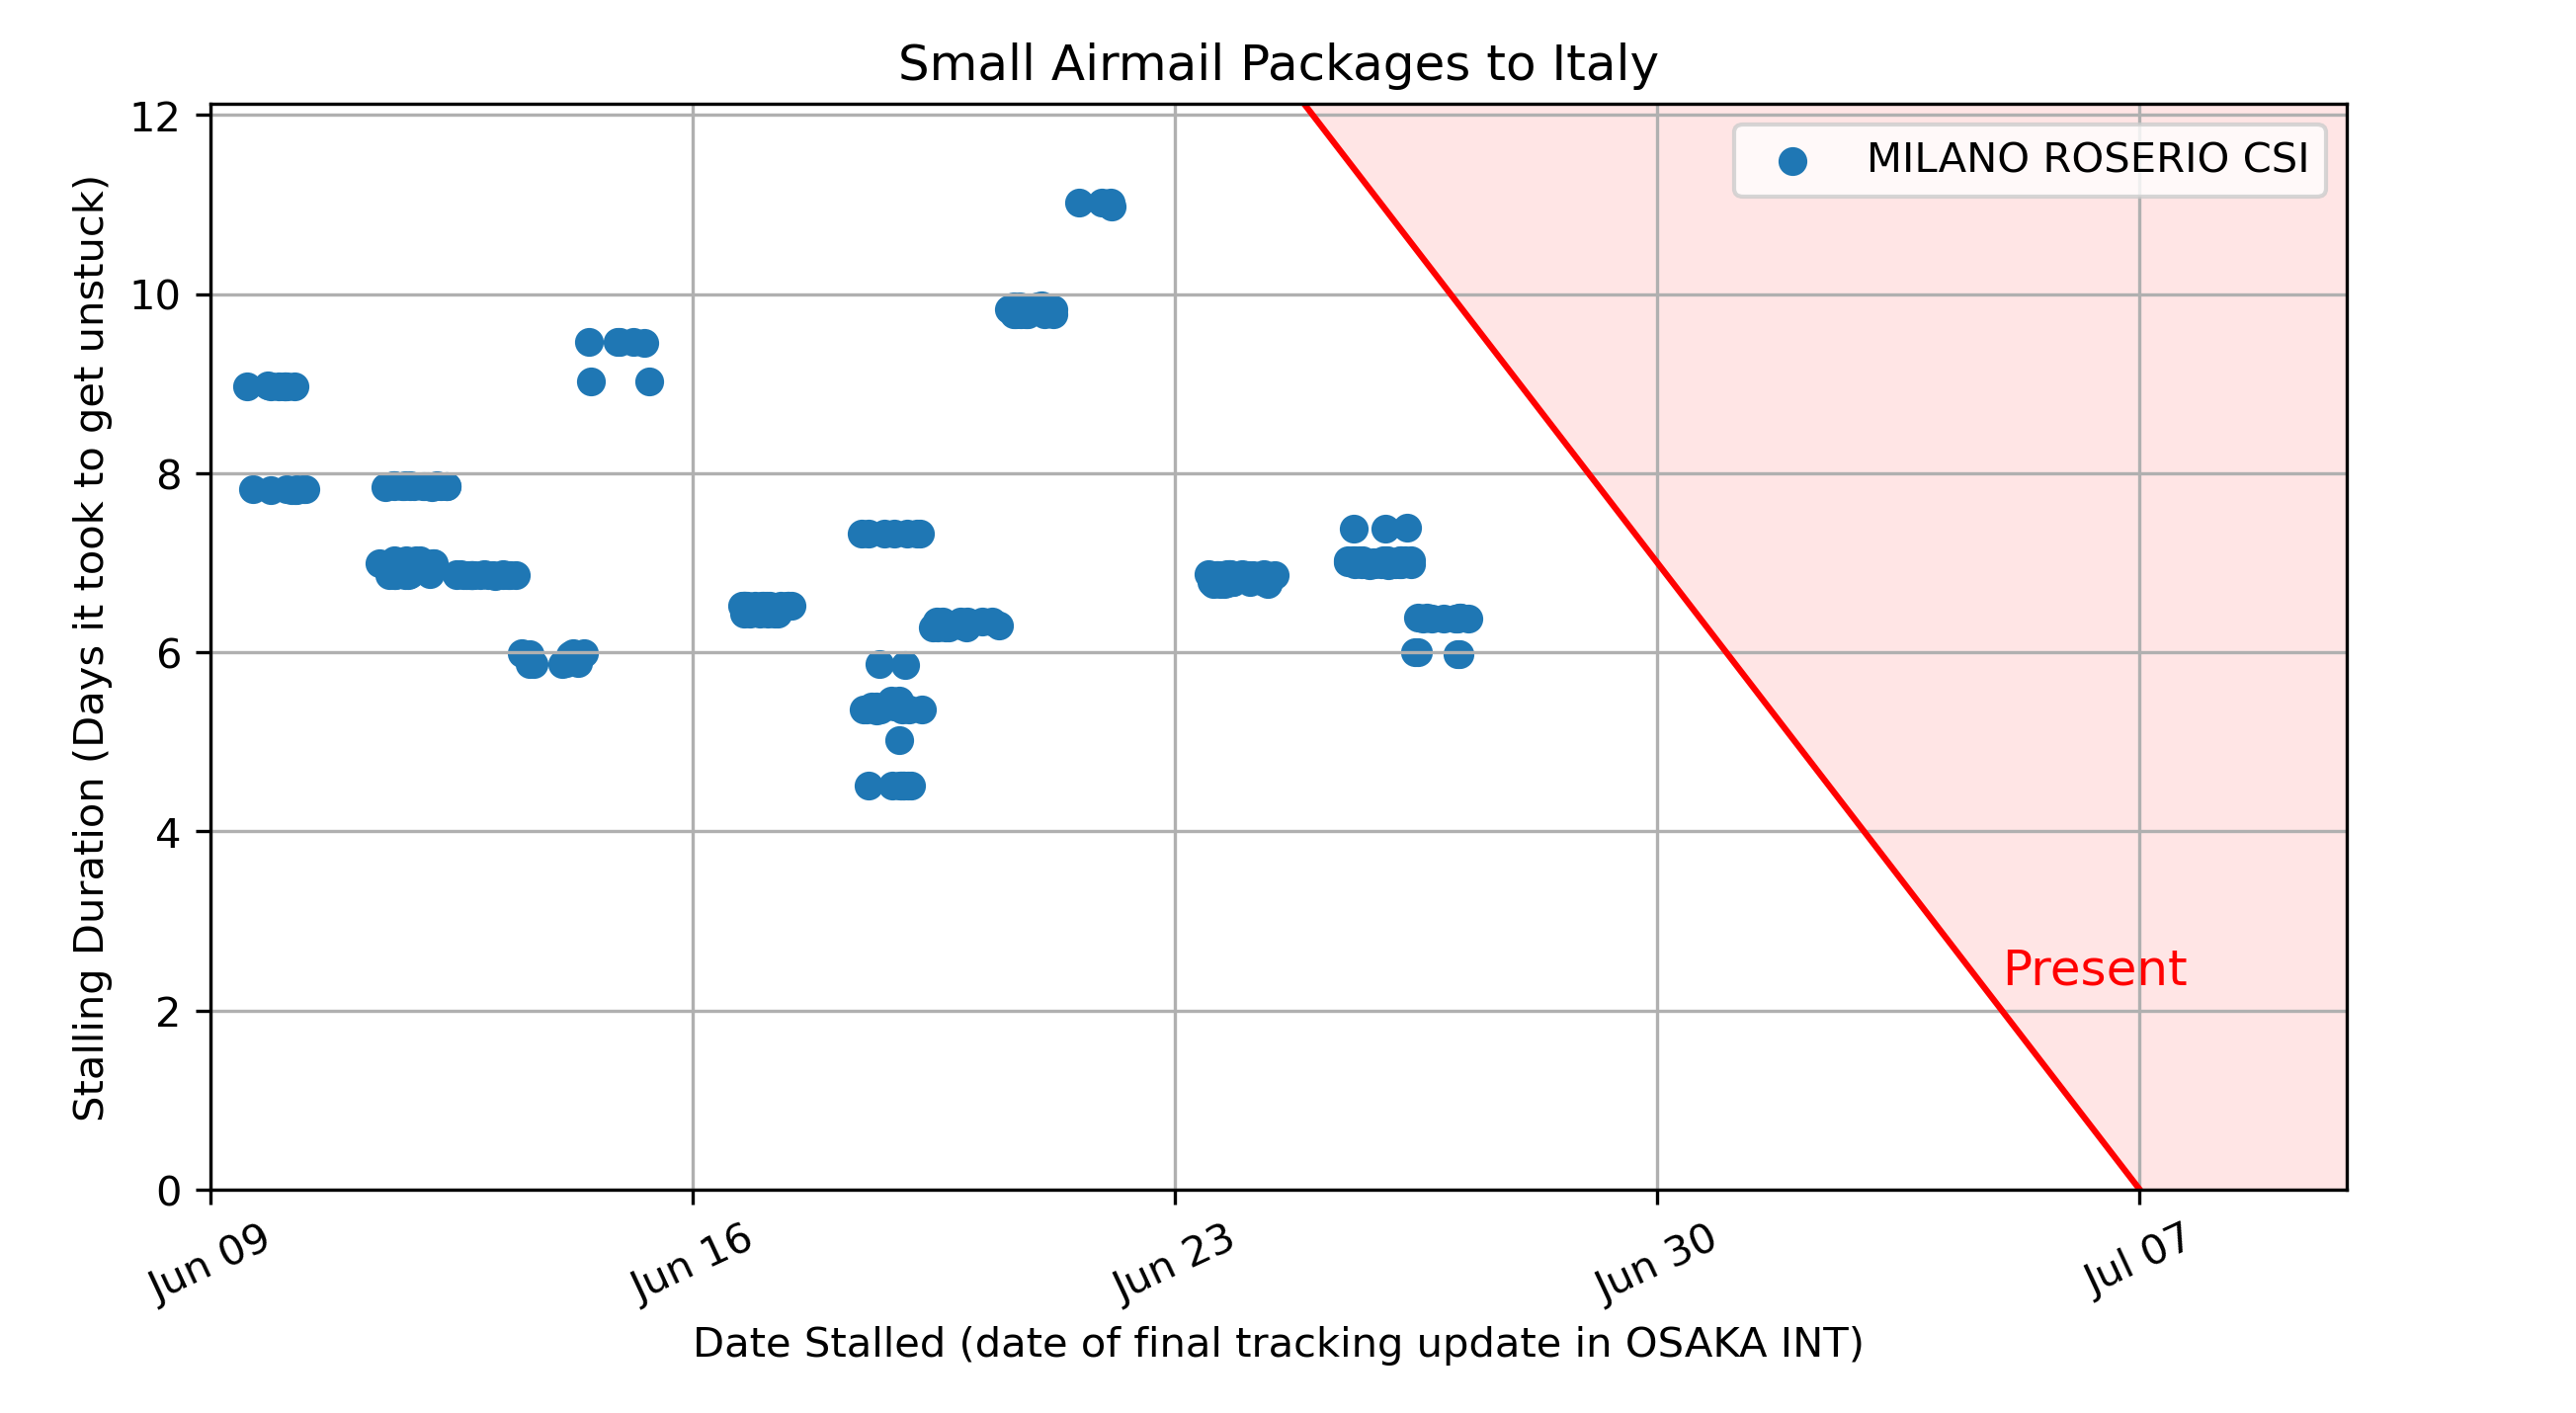 Small Airmail Packages to Italy
MILANO ROSERIO CSI
Stalling Duration (Days it took to get unstuck)
12
10
8
6
4
2
0
Present
Jun 09
Jun 16
Jun 23
Jun 30
Jul 07
Date Stalled (date of final tracking update in OSAKA INT)